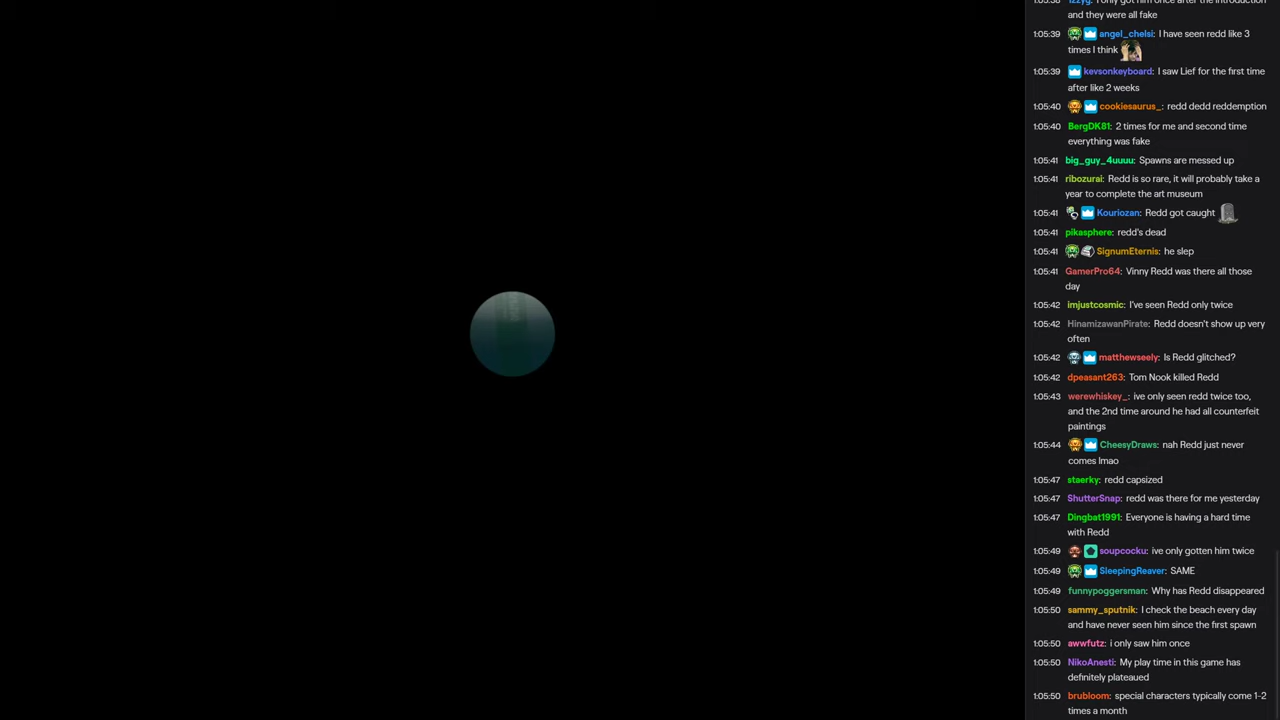 1:05:38 izzyg: I only got him once after the introduction
and they were all fake
1:05:39 angel_chelsi: I have seen redd like 3
times I think
1:05:39 kevsonkeyboard: I saw Lief for the first time
after like 2 weeks
1:05:40 cookiesaurus_: redd dedd reddemption
1:05:40 BergDK81: 2 times for me and second time
everything was fake
1:05:41 big_guy_4uuuu: Spawns are messed up
1:05:41 ribozurai: Redd is so rare, it will probably take a
year to complete the art museum
1:05:41 Kouriozan: Redd got caught
1:05:41 pikasphere: redd's dead
1:05:41 SignumEternis: he slep
1:05:41 GamerPro64: Vinny Redd was there all those
day
1:05:42 imjustcosmic: I've seen Redd only twice
1:05:42 HinamizawanPirate: Redd doesn't show up very
often
1:05:42 matthewseely: Is Redd glitched?
1:05:42 dpeasant263: Tom Nook killed Redd
1:05:43 werewhiskey_: ive only seen redd twice too,
and the 2nd time around he had all counterfeit
paintings
1:05:44 CheesyDraws: nah Redd just never
comes lmao
1:05:47 staerky: redd capsized
1:05:47 ShutterSnap: redd was there for me yesterday
1:05:47 Dingbat1991: Everyone is having a hard time
with Redd
1:05:49 soupcocku: ive only gotten him twice
1:05:49 SleepingReaver: SAME
1:05:49 funnypoggersman: Why has Redd disappeared
1:05:50 sammy_sputnik: I check the beach every day
and have never seen him since the first spawn
1:05:50 awwfutz: i only saw him once
1:05:50 NikoAnesti: My play time in this game has
definitely plateaued
1:05:50 brubloom: special characters typically come 1-2
times a month